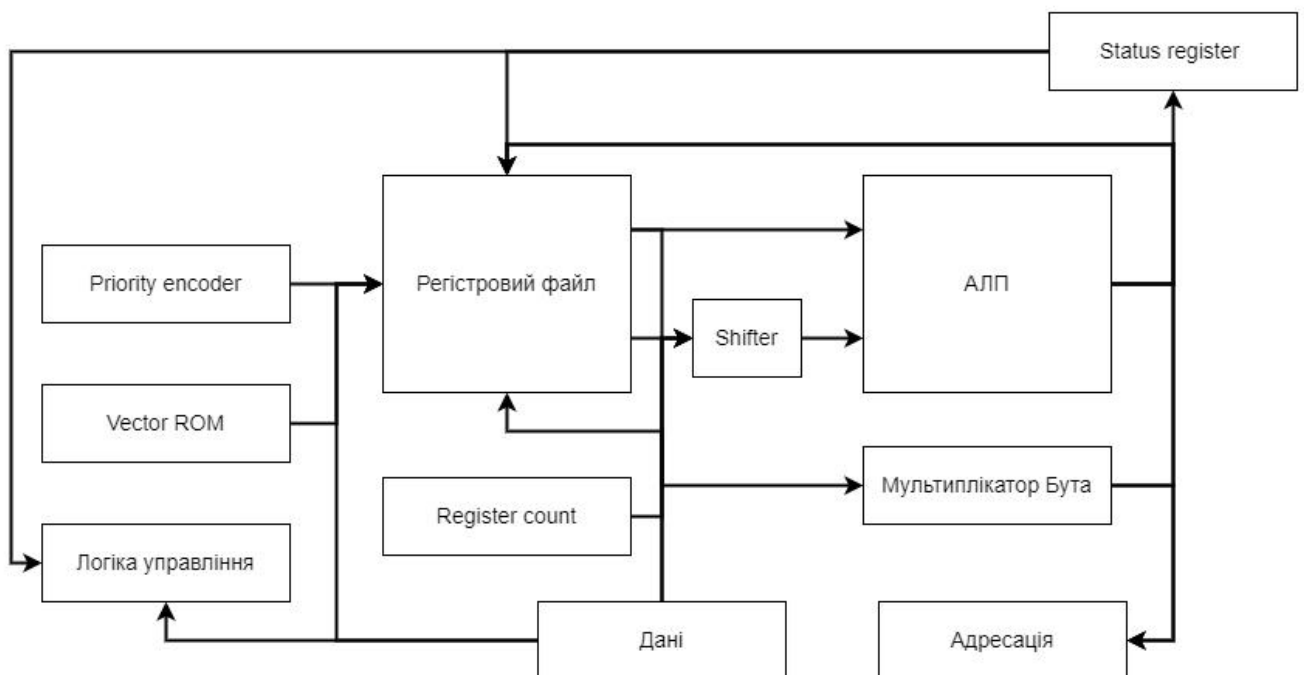 Status register
Priority encoder
Регістровий файл
АЛП
Shifter
Vector ROM
Register count
Мультиплікатор Бута
Логіка управління
Дані
Адресація